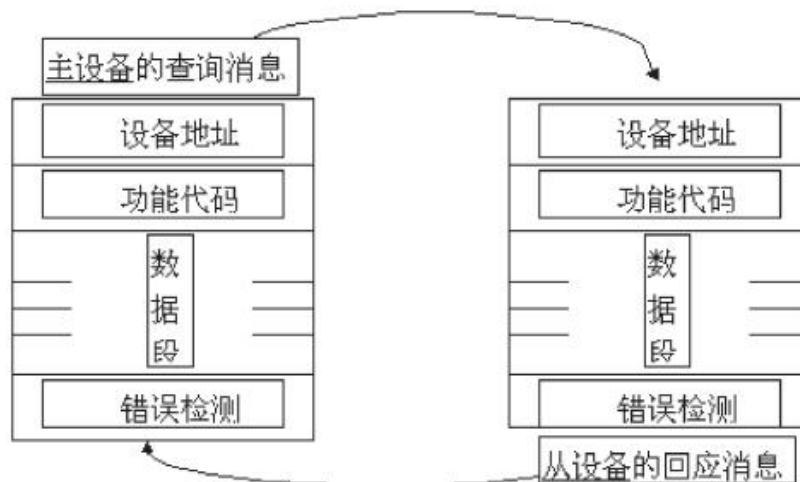 主设备的查询消息
设备地址
功能代码
数
据
段
错误检测
设备地址
功能代码
数
据
段
错误检测
从设备的回应消息